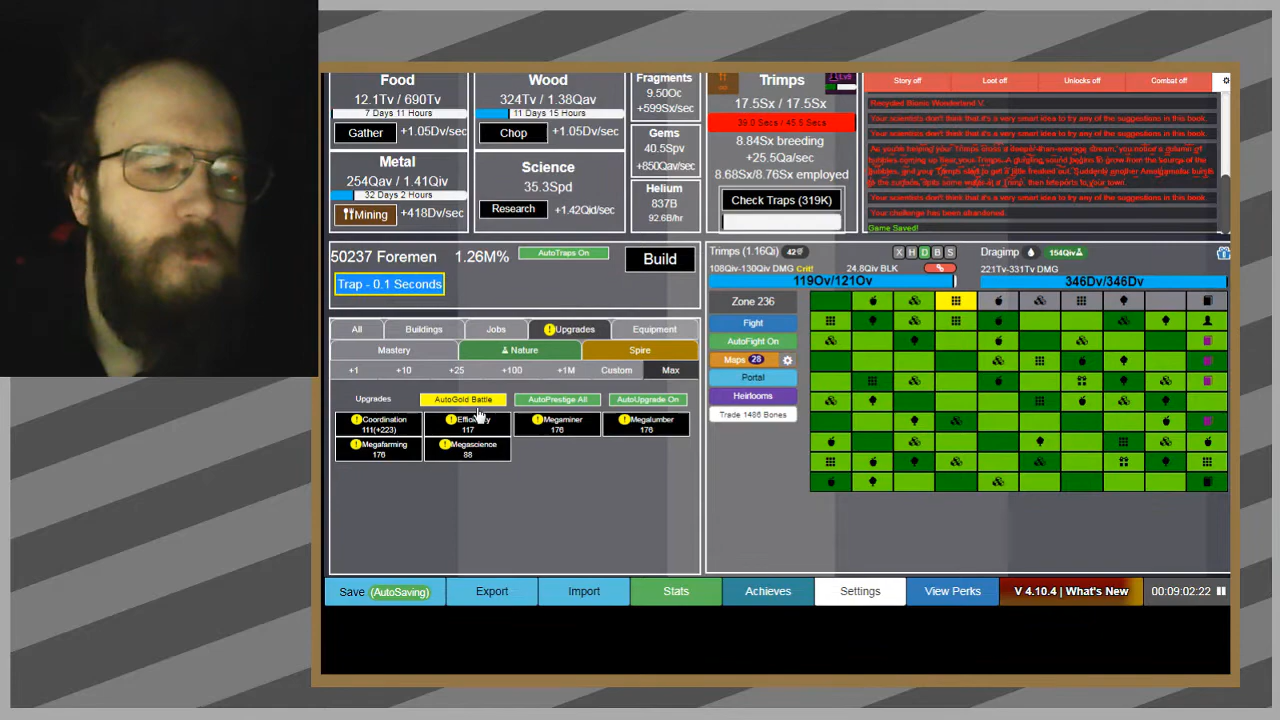 Food
12.1Tv / 690Tv
7 Days 11 Hours
Gather
+1.05Dv/sec
Wood
324Tv / 1.38Qav
11 Days 15 Hours
Chop
+1.05Dv/sec
Metal
254Qav / 1.41Qiv
32 Days 2 Hours
Mining
+418Dv/sec
Science
35.3Spd
Research
+1.42Qid/sec
Fragments
9.50Oc
+599Sx/sec
Gems
40.5Spv
+850Qav/sec
Helium
837B
92.6B/hr
Trimps
17.5Sx / 17.5Sx
39.0 Secs / 45.5 Secs
8.84Sx breeding
+25.5Qa/sec
8.68Sx/8.76Sx employed
Check Traps (319K)
Story off
Loot off
Unlocks off
Combat off
Recycled Bionic Wonderland V.
Your scientists don't think that it's a very smart idea to try any of the suggestions in this book.
Your scientists don't think that it's a very smart idea to try any of the suggestions in this book.
Your scientists don't think that it's a very smart idea to try any of the suggestions in this book.
Your challenge has been abandoned.
Game Saved!
50237 Foremen
1.26M%
AutoTraps On
Build
Trap - 0.1 Seconds
All
Buildings
Jobs
Upgrades
Equipment
Mastery
Nature
Spire
+1
+10
+25
+100
+1M
Custom
Max
Upgrades
AutoGold Battle
AutoPrestige All
AutoUpgrade On
Coordination
111(+223)
117
Megaminer
176
Megalumber
176
Megafarming
176
Megascience
88
Trimps (1.16Qi)
42
X H D B S
Dragimp
154Qiv
108Qiv-130Qiv DMG Crit!
24.8Qiv BLK
221Tv-331Tv DMG
119Ov/121Ov
346Dv/346Dv
Zone 236
Fight
AutoFight On
Maps 28
Portal
Heirlooms
Trade 1486 Bones
Save (AutoSaving)
Export
Import
Stats
Achieves
Settings
View Perks
V 4.10.4 | What's New
00:09:02:22